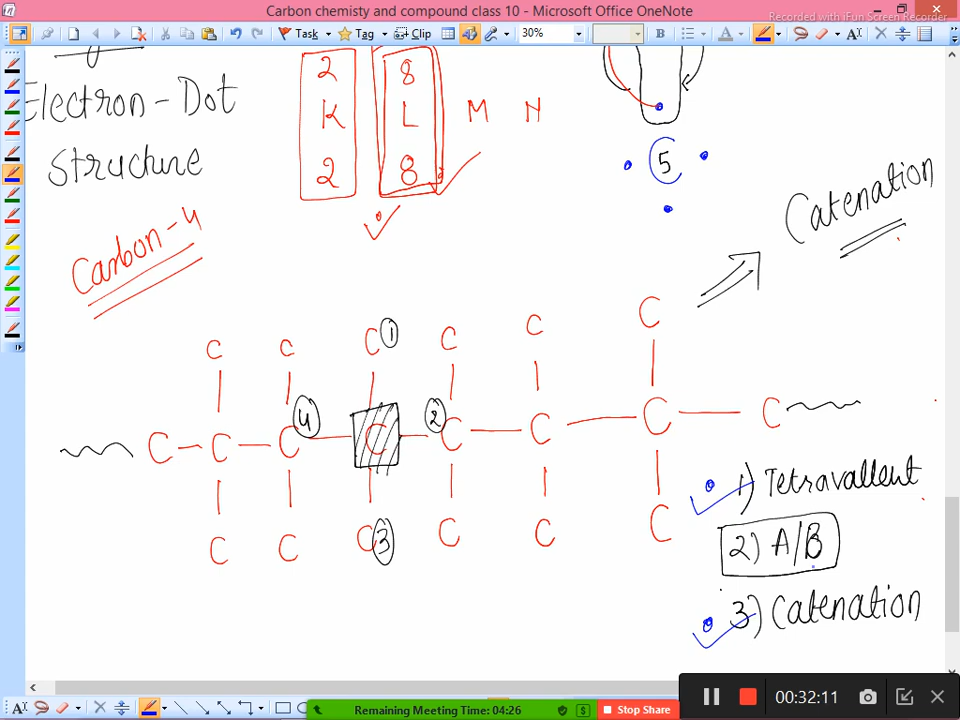 Carbon chemisty and compound class 10 - Microsoft Office OneNote
Recorded with iFun Screen Recorder
Task Tag Clip 30% B
Electron-Dot
Structure
2 8
K L M N
2 8
5
Catenation
Carbon-4
C C C 1 C C C
4 2
C C C C C C C C
C C C 3 C C C
1) Tetravallent
2) A/B
3) Catenation
00:32:11
Remaining Meeting Time: 04:26 Stop Share